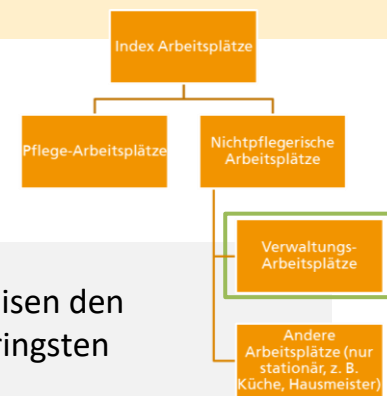 Index Arbeitsplätze
Pflege-Arbeitsplätze
Nichtpflegerische
Arbeitsplätze
Verwaltungs-
Arbeitsplätze
Andere
Arbeitsplätze (nur
stationär, z. B.
Küche, Hausmeister)
isen den
ringsten